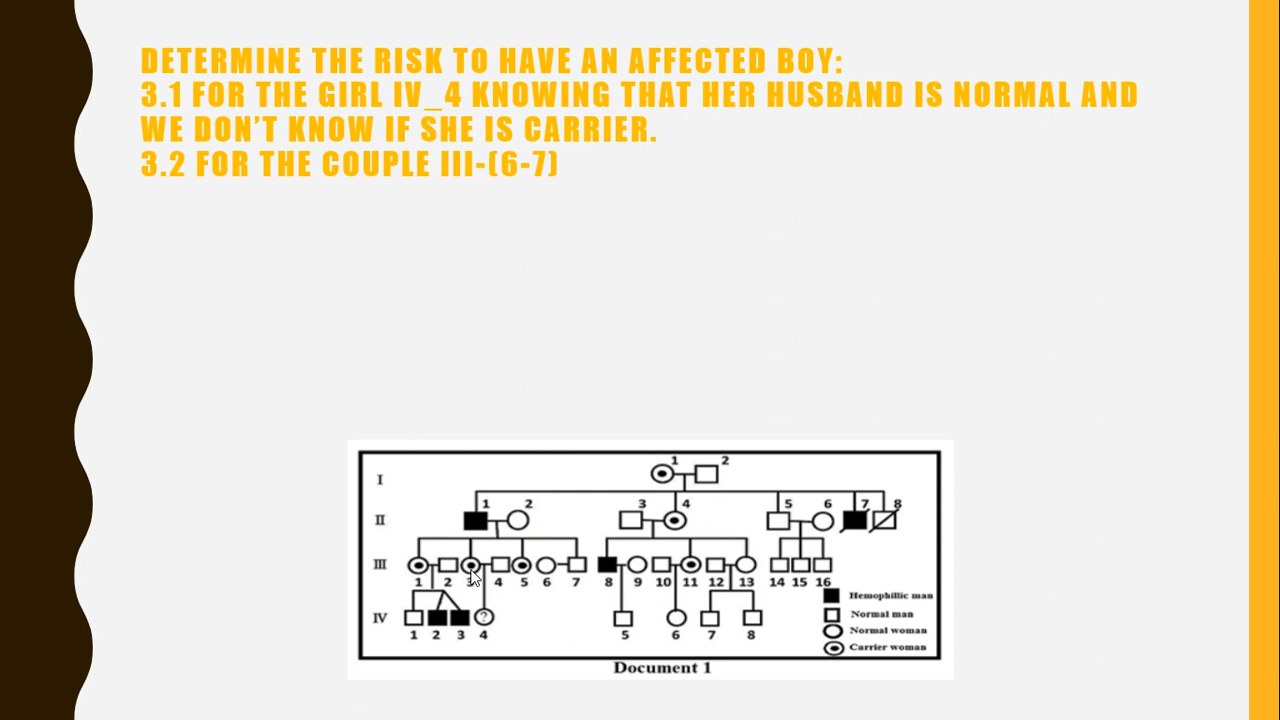 DETERMINE THE RISK TO HAVE AN AFFECTED BOY:
3.1 FOR THE GIRL IV_4 KNOWING THAT HER HUSBAND IS NORMAL AND
WE DON'T KNOW IF SHE IS CARRIER.
3.2 FOR THE COUPLE III-(6-7)
1 2
I
1 2 3 4 5 6 7 8
II
III
1 2 3 4 5 6 7 8 9 10 11 12 13 14 15 16
Hemophillic man
IV ?
Normal man
1 2 3 4 5 6 7 8
Normal woman
Carrier woman
Document 1